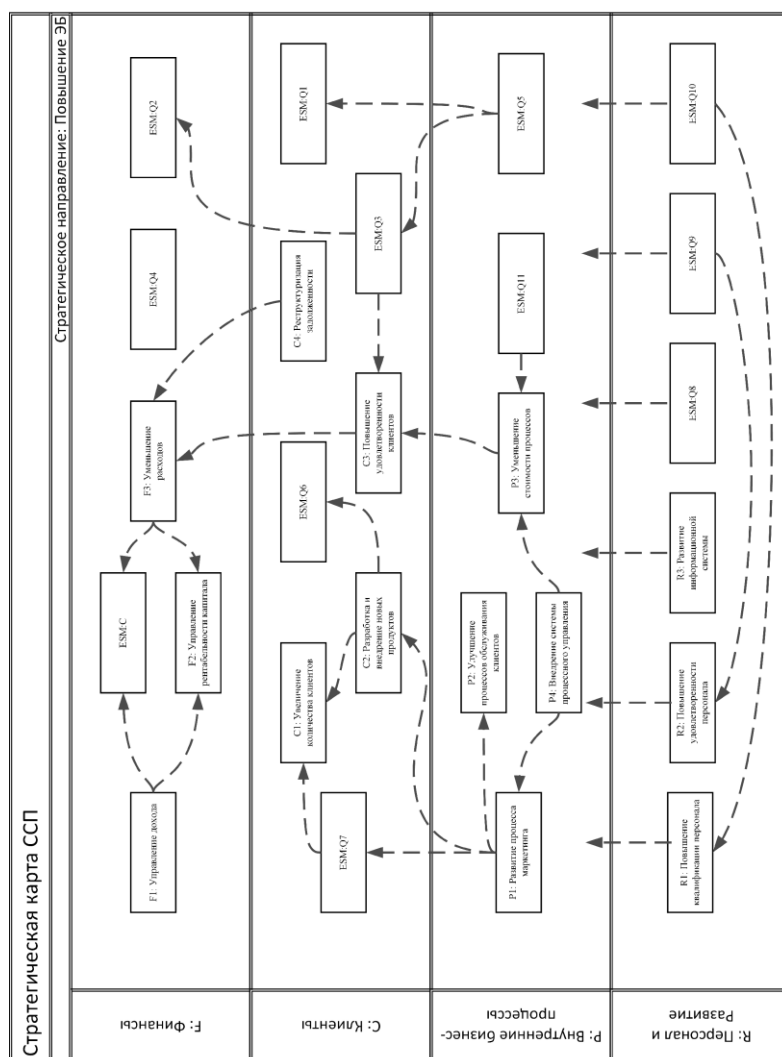 Стратегическая карта ССП
Стратегическое направление: Повышение ЭБ
F: Финансы
F1: Управление дохода
ESM:C
F2: Управление
рентабельности капитала
F3: Уменьшение
расходов
ESM:Q4
ESM:Q2
C: Клиенты
ESM:Q7
C1: Увеличение
количества клиентов
C2: Разработка и
внедрение новых
продуктов
ESM:Q6
C3: Повышение
удовлетворенности
клиентов
C4: Реструктуризация
задолженности
ESM:Q3
ESM:Q1
P: Внутренние бизнес-
процессы
P1: Развитие процесса
маркетинга
P2: Улучшение
процессов обслуживания
клиентов
P4: Внедрение системы
процессного управления
P3: Уменьшение
стоимости процессов
ESM:Q11
ESM:Q5
R: Персонал и
Развитие
R1: Повышение
квалификации персонала
R2: Повышение
удовлетворенности
персонала
R3: Развитие
информационной
системы
ESM:Q8
ESM:Q9
ESM:Q10